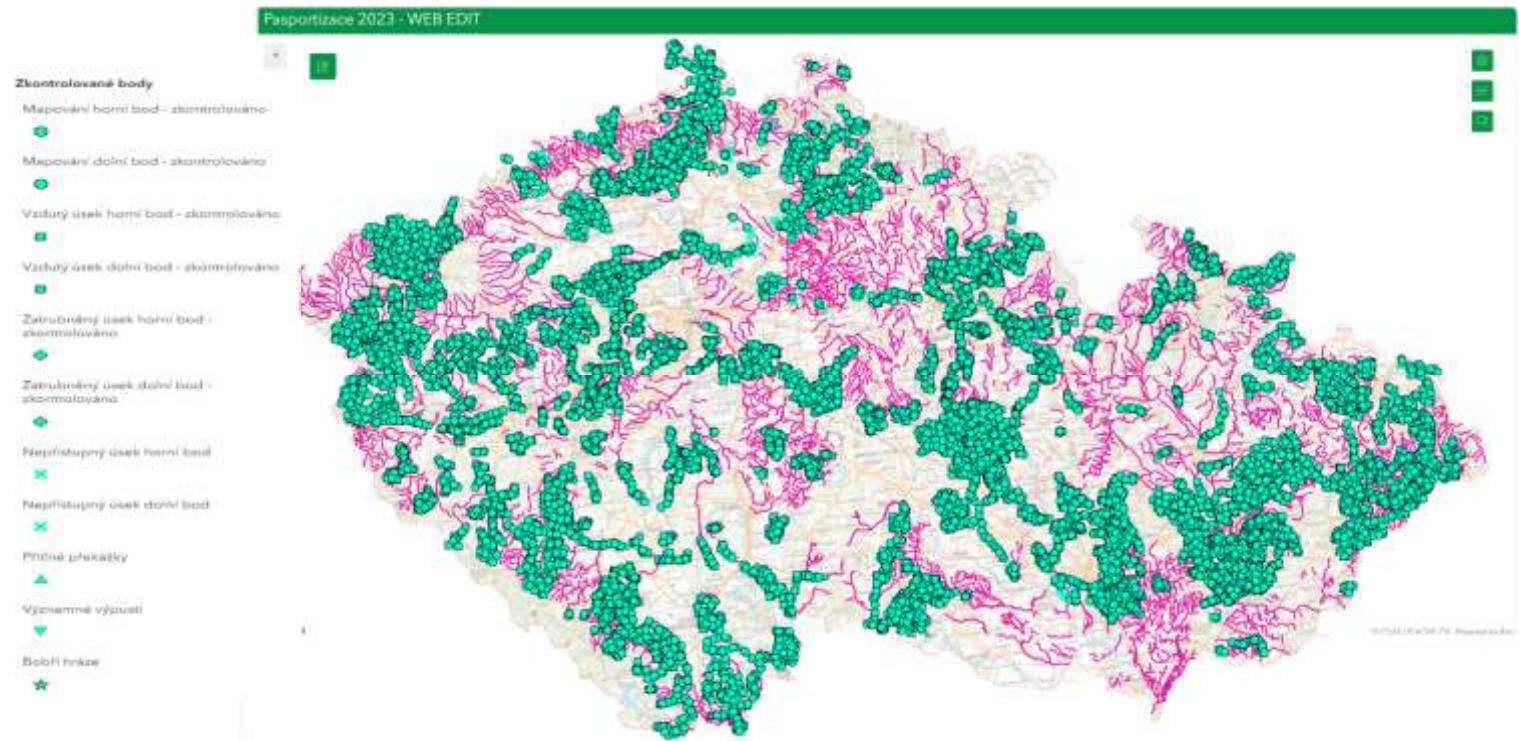 Pasportizace 2023 - WEB EDIT
Zkontrolované body
Mapování horní bod - zkontrolováno
Mapování dolní bod - zkontrolováno
Vzdutý úsek horní bod - zkontrolováno
Vzdutý úsek dolní bod - zkontrolováno
Zatrubněný úsek horní bod -
zkontrolováno
Zatrubněný úsek dolní bod -
zkontrolováno
Nepřístupný úsek horní bod
Nepřístupný úsek dolní bod
Příčné překážky
Významné výpusti
Bobří hráze